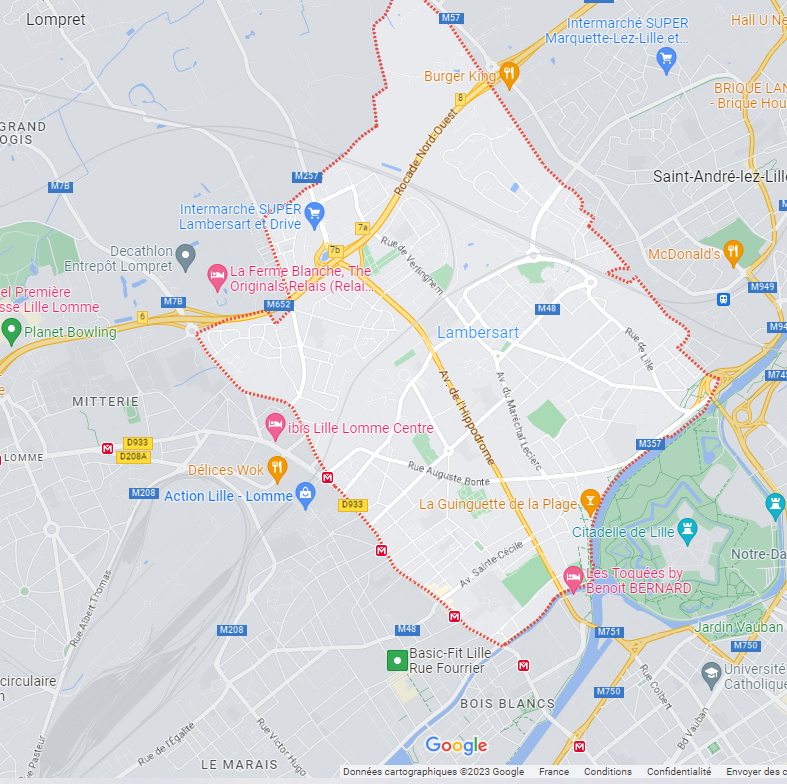 Lompret
M57
Intermarché SUPER
Marquette-Lez-Lille et...
Hall U Ne
Burger King
8
BRIQUE LAN
- Brique Hou
GRAND
OGIS
Rocade Nord-Ouest
M7B
M257
Saint-André-lez-Lille
Intermarché SUPER
Lambersart et Drive
7a
7b
Rue de Verlinghem
Decathlon
Entrepôt Lompret
McDonald's
La Ferme Blanche, The
Originals Relais (Relai...
M949
el Première
sse Lille Lomme
M7B
M652
M48
6
Planet Bowling
Lambersart
M94
Rue de Lille
Av. de l'Hippodrome
Av. du Maréchal Leclerc
M749
MITTERIE
ibis Lille Lomme Centre
D933
D208A
LOMME
M
M357
Délices Wok
Rue Auguste Bonte
M
M208
Action Lille - Lomme
D933
La Guinguette de la Plage
Citadelle de Lille
M
Notre-Da
Av. Sainte-Cécile
Les Toquées by
Benoit BERNARD
Rue Albert Thomas
M
M208
M48
M751
Jardin Vauban
M750
Basic-Fit Lille
Rue Fourrier
M
Université
Catholique
circulaire
n
M750
Rue Colbert
BOIS BLANCS
Bd Vauban
Rue de l'Égalité
Rue Victor Hugo
Rue Pasteur
Google
M
LE MARAIS
Données cartographiques ©2023 Google France Conditions Confidentialité Envoyer des c